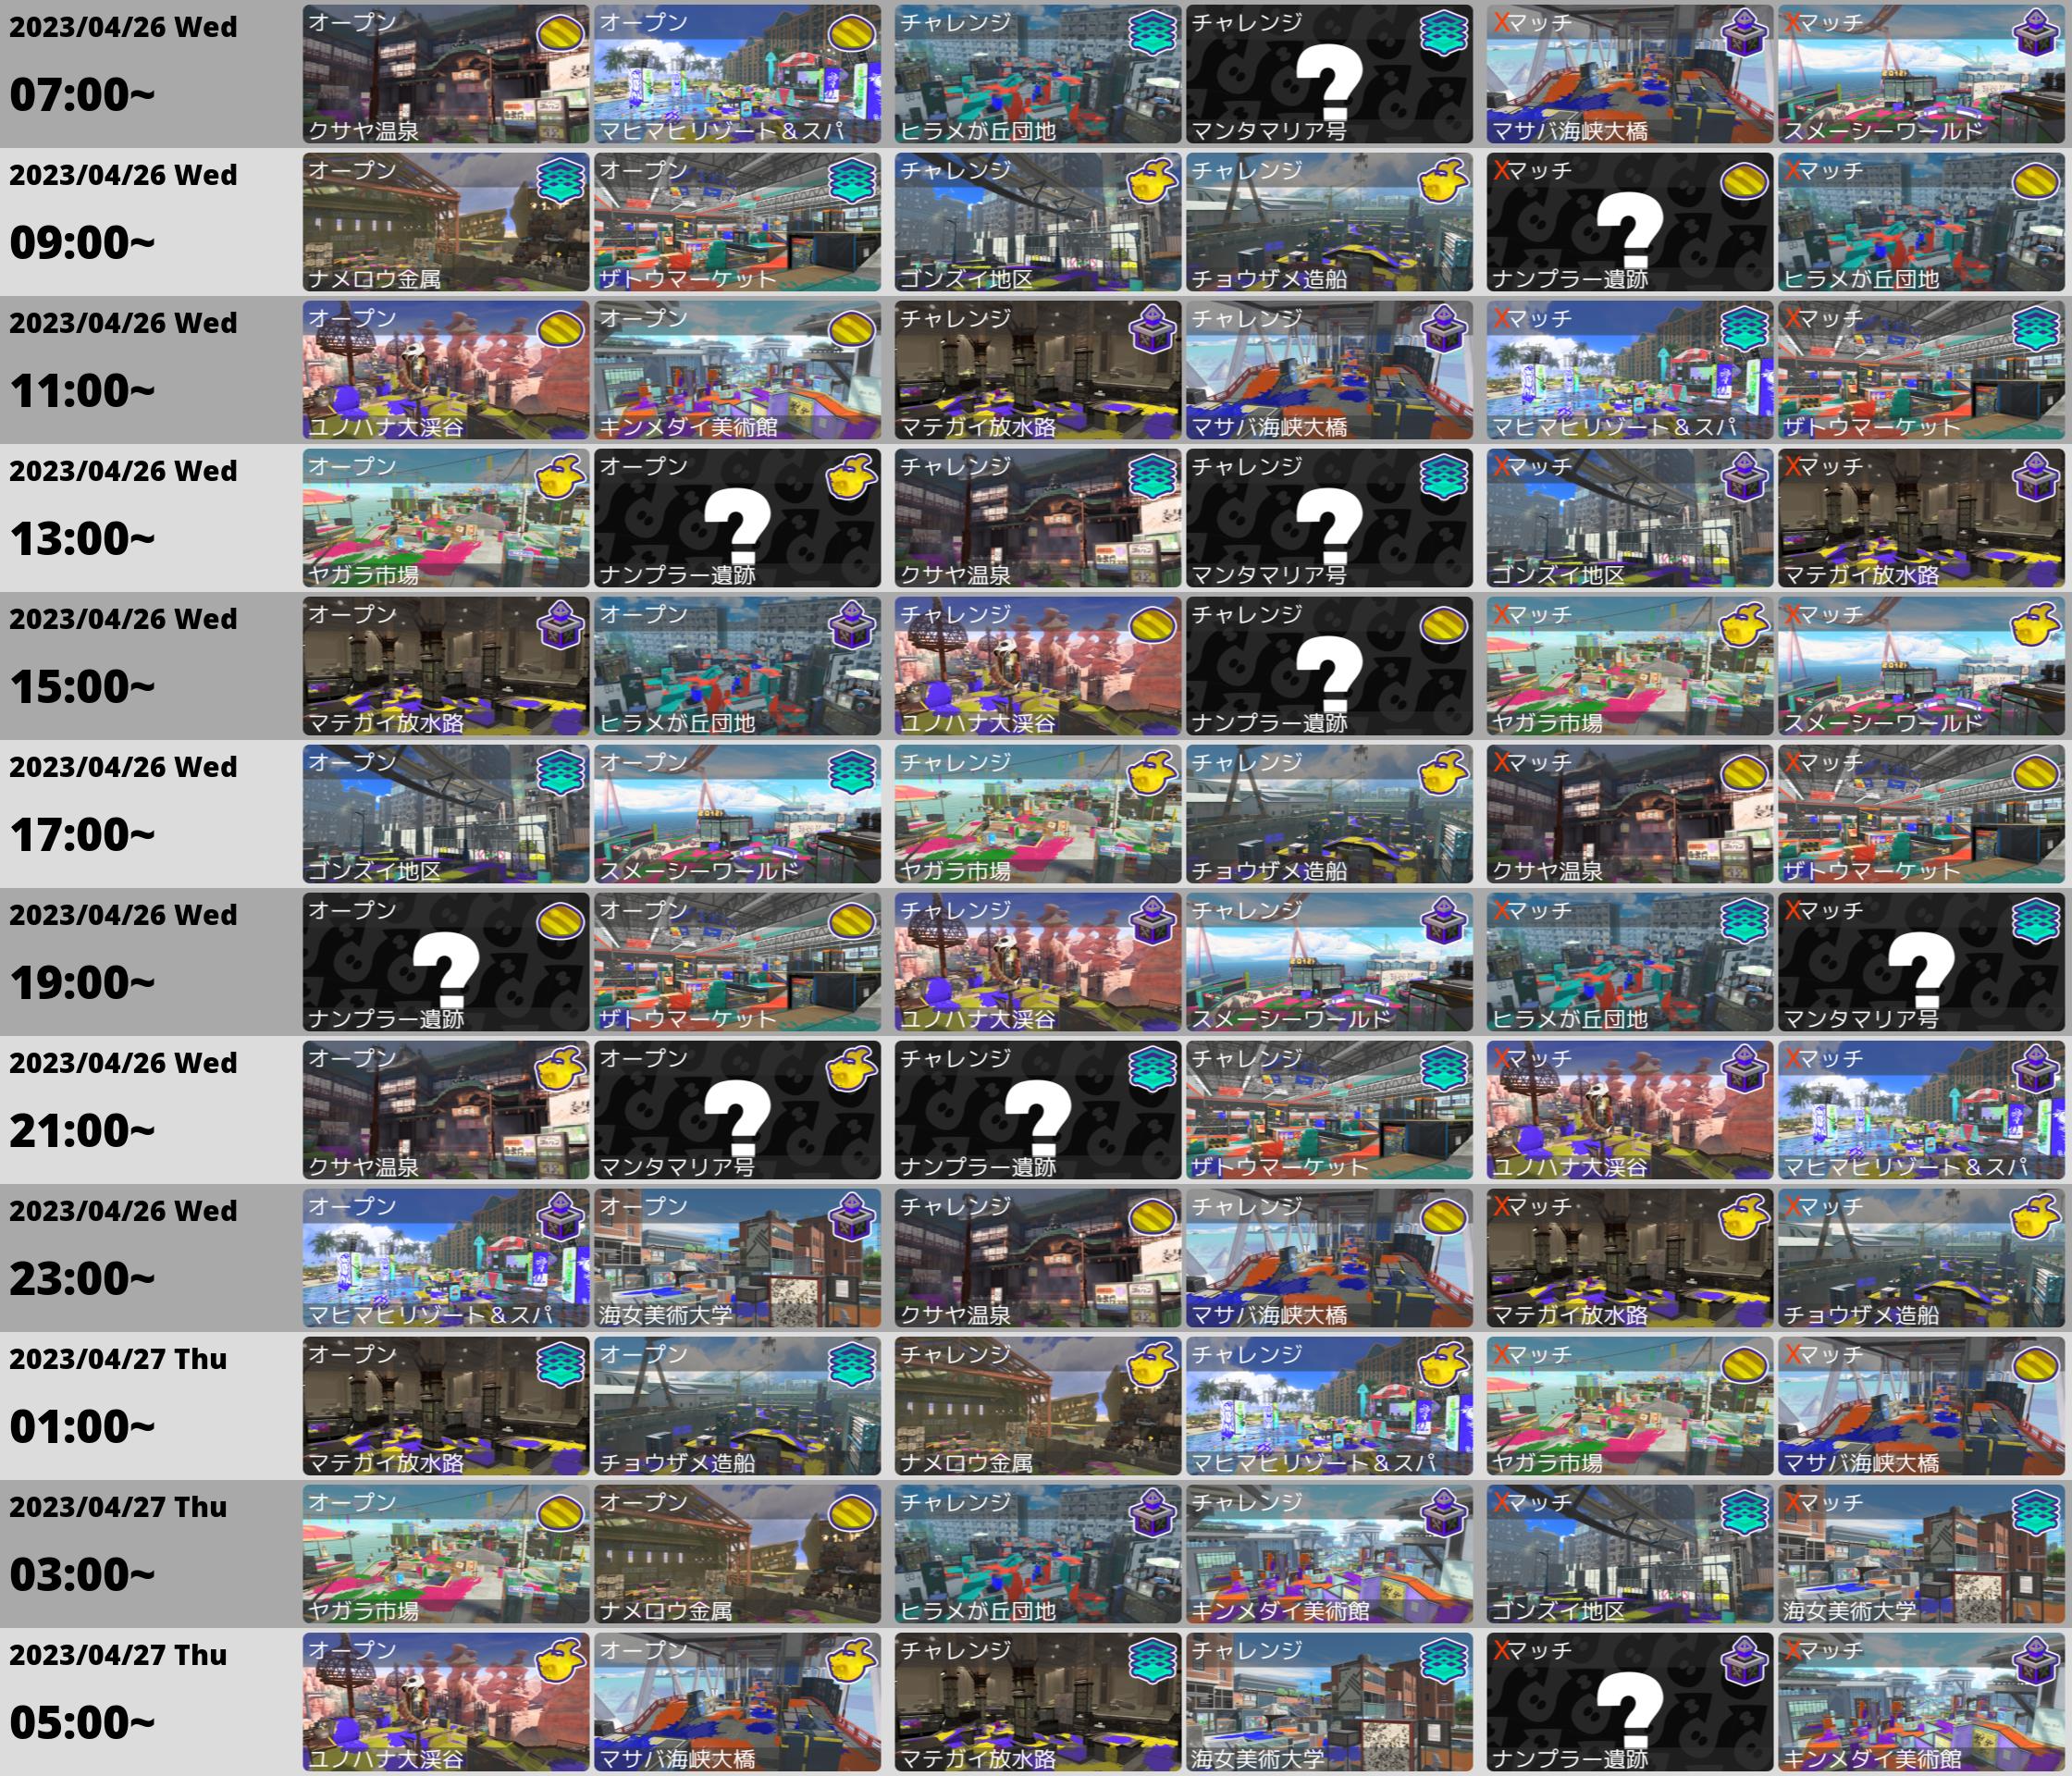 2023/04/26 Wed
07:00~
オープン
クサヤ温泉
オープン
マヒマヒリゾート＆スパ
チャレンジ
ヒラメが丘団地
チャレンジ
?
マンタマリア号
Xマッチ
マサバ海峡大橋
Xマッチ
スメーシーワールド
2023/04/26 Wed
09:00~
オープン
ナメロウ金属
オープン
ザトウマーケット
チャレンジ
ゴンズイ地区
チャレンジ
チョウザメ造船
Xマッチ
?
ナンプラー遺跡
Xマッチ
ヒラメが丘団地
2023/04/26 Wed
11:00~
オープン
ユノハナ大渓谷
オープン
キンメダイ美術館
チャレンジ
マテガイ放水路
チャレンジ
マサバ海峡大橋
Xマッチ
マヒマヒリゾート＆スパ
Xマッチ
ザトウマーケット
2023/04/26 Wed
13:00~
オープン
ヤガラ市場
オープン
?
ナンプラー遺跡
チャレンジ
クサヤ温泉
チャレンジ
?
マンタマリア号
Xマッチ
ゴンズイ地区
Xマッチ
マテガイ放水路
2023/04/26 Wed
15:00~
オープン
マテガイ放水路
オープン
ヒラメが丘団地
チャレンジ
ユノハナ大渓谷
チャレンジ
?
ナンプラー遺跡
Xマッチ
ヤガラ市場
Xマッチ
スメーシーワールド
2023/04/26 Wed
17:00~
オープン
ゴンズイ地区
オープン
スメーシーワールド
チャレンジ
ヤガラ市場
チャレンジ
チョウザメ造船
Xマッチ
クサヤ温泉
Xマッチ
ザトウマーケット
2023/04/26 Wed
19:00~
オープン
?
ナンプラー遺跡
オープン
ザトウマーケット
チャレンジ
ユノハナ大渓谷
チャレンジ
スメーシーワールド
Xマッチ
ヒラメが丘団地
Xマッチ
?
マンタマリア号
2023/04/26 Wed
21:00~
オープン
クサヤ温泉
オープン
?
マンタマリア号
チャレンジ
?
ナンプラー遺跡
チャレンジ
ザトウマーケット
Xマッチ
ユノハナ大渓谷
Xマッチ
マヒマヒリゾート＆スパ
2023/04/26 Wed
23:00~
オープン
マヒマヒリゾート＆スパ
オープン
海女美術大学
チャレンジ
クサヤ温泉
チャレンジ
マサバ海峡大橋
Xマッチ
マテガイ放水路
Xマッチ
チョウザメ造船
2023/04/27 Thu
01:00~
オープン
マテガイ放水路
オープン
チョウザメ造船
チャレンジ
ナメロウ金属
チャレンジ
マヒマヒリゾート＆スパ
Xマッチ
ヤガラ市場
Xマッチ
マサバ海峡大橋
2023/04/27 Thu
03:00~
オープン
ヤガラ市場
オープン
ナメロウ金属
チャレンジ
ヒラメが丘団地
チャレンジ
キンメダイ美術館
Xマッチ
ゴンズイ地区
Xマッチ
海女美術大学
2023/04/27 Thu
05:00~
オープン
ユノハナ大渓谷
オープン
マサバ海峡大橋
チャレンジ
マテガイ放水路
チャレンジ
海女美術大学
Xマッチ
?
ナンプラー遺跡
Xマッチ
キンメダイ美術館